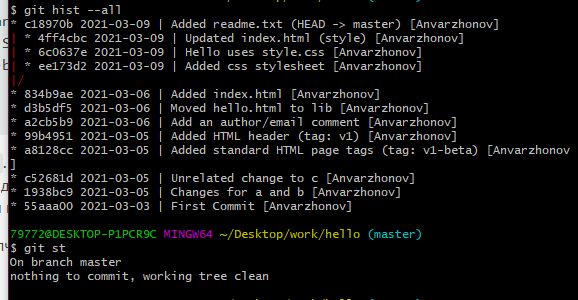 $ git hist --all
* c18970b 2021-03-09 | Added readme.txt (HEAD -> master) [Anvarzhonov]
| * 4ff4cbc 2021-03-09 | Updated index.html (style) [Anvarzhonov]
| * 6c0637e 2021-03-09 | Hello uses style.css [Anvarzhonov]
| * ee173d2 2021-03-09 | Added css stylesheet [Anvarzhonov]
|/
* 834b9ae 2021-03-06 | Added index.html [Anvarzhonov]
* d3b5df5 2021-03-06 | Moved hello.html to lib [Anvarzhonov]
* a2cb5b9 2021-03-06 | Add an author/email comment [Anvarzhonov]
* 99b4951 2021-03-05 | Added HTML header (tag: v1) [Anvarzhonov]
* a8128cc 2021-03-05 | Added standard HTML page tags (tag: v1-beta) [Anvarzhonov
]
* c52681d 2021-03-05 | Unrelated change to c [Anvarzhonov]
* 1938bc9 2021-03-05 | Changes for a and b [Anvarzhonov]
* 55aaa00 2021-03-03 | First Commit [Anvarzhonov]
79772@DESKTOP-P1PCR9C MINGW64 ~/Desktop/work/hello (master)
$ git st
On branch master
nothing to commit, working tree clean